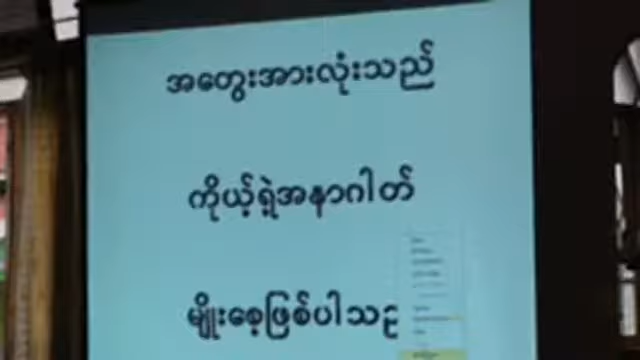 အတွေးအားလုံးသည်
ကိုယ့်ရဲ့အနာဂါတ်
မျိုးစေ့ဖြစ်ပါသဠ